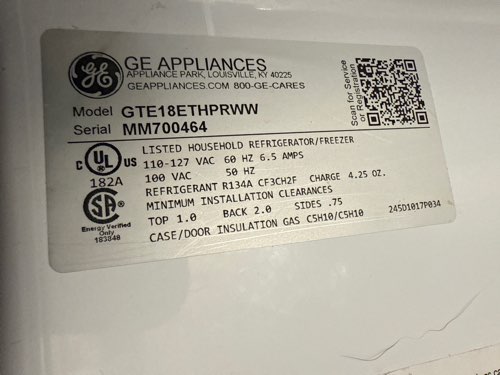 GE APPLIANCES
APPLIANCE PARK, LOUISVILLE, KY 40225
GEAPPLIANCES.COM 800-GE-CARES
Scan for Service
or Registration
Model GTE18ETHPRWW
Serial MM700464
LISTED HOUSEHOLD REFRIGERATOR/FREEZER
C UL US
110-127 VAC 60 HZ 6.5 AMPS
100 VAC 50 HZ
182A
REFRIGERANT R134A CF3CH2F CHARGE 4.25 OZ.
MINIMUM INSTALLATION CLEARANCES
TOP 1.0 BACK 2.0 SIDES .75
Energy Verified
Only
183848
CASE/DOOR INSULATION GAS C5H10/C5H10
245D1017P034